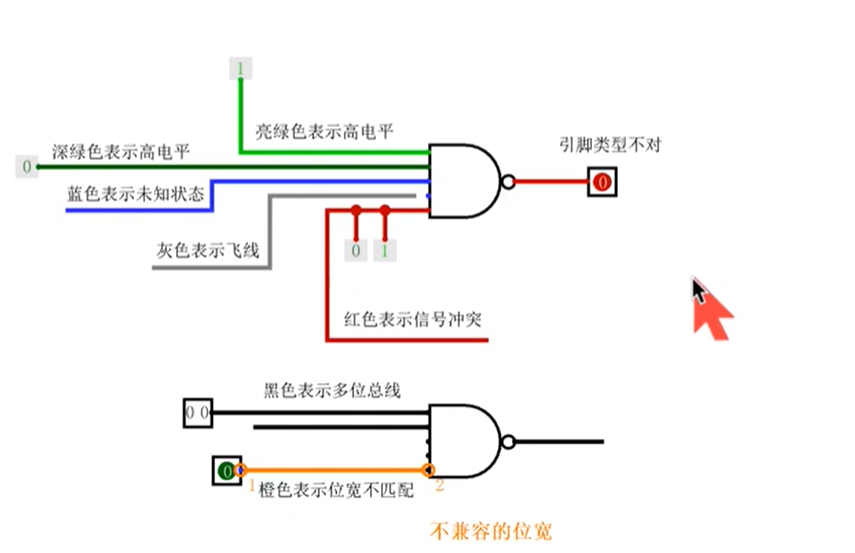 1
亮绿色表示高电平
引脚类型不对
深绿色表示高电平
0
0
蓝色表示未知状态
灰色表示飞线
0
1
红色表示信号冲突
黑色表示多位总线
0 0
0
1
橙色表示位宽不匹配
2
不兼容的位宽